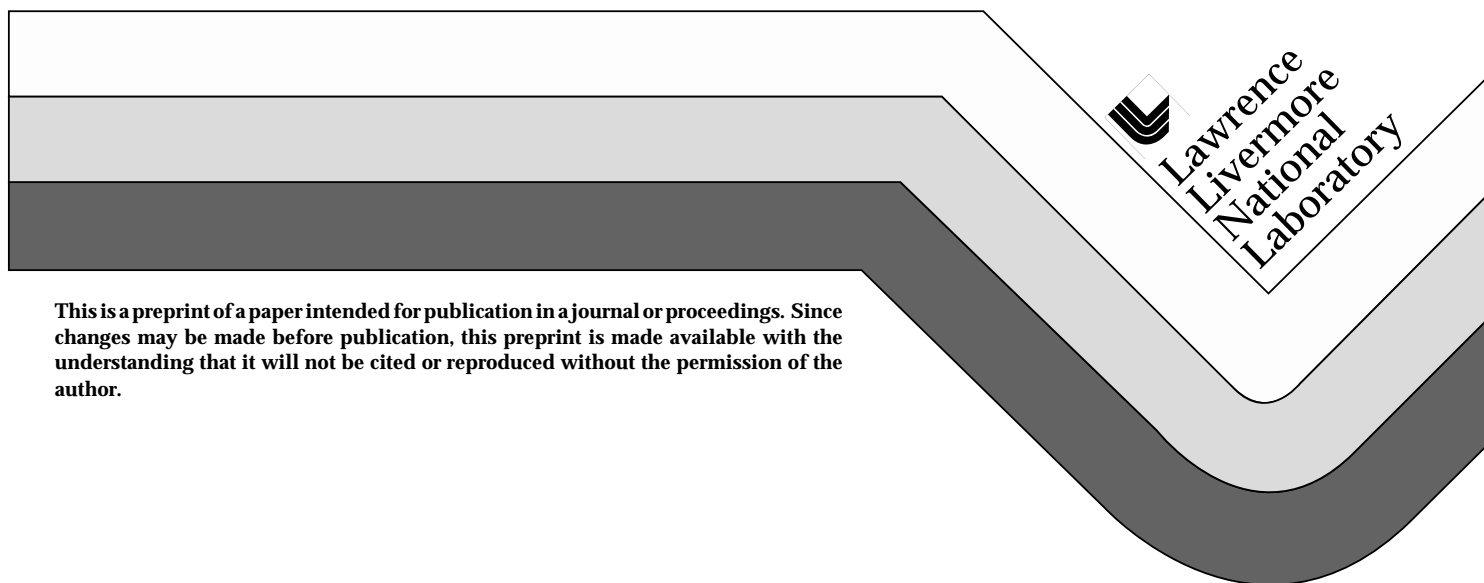 Lawrence
Livermore
National
Laboratory
This is a preprint of a paper intended for publication in a journal or proceedings. Since
changes may be made before publication, this preprint is made available with the
understanding that it will not be cited or reproduced without the permission of the
author.